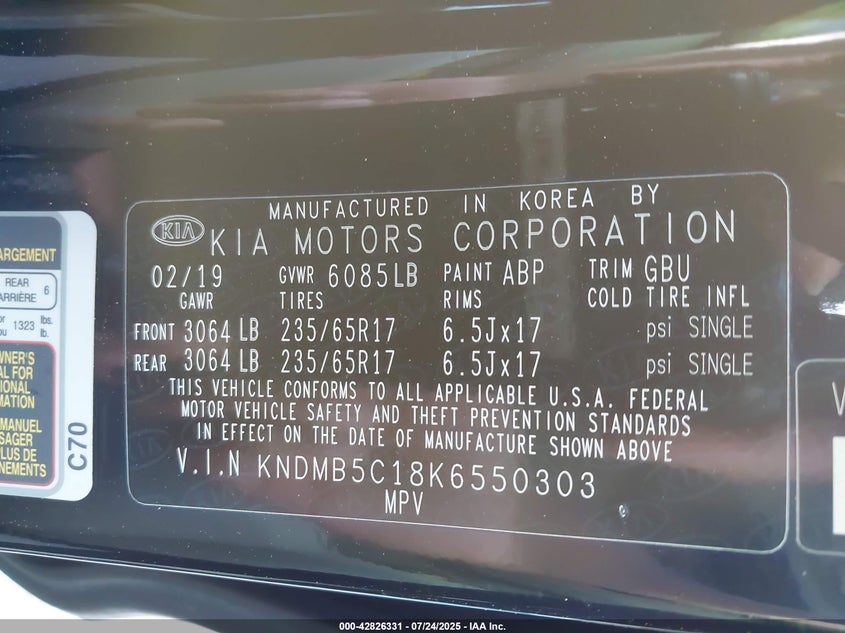 MANUFACTURED IN KOREA BY
KIA KIA MOTORS CORPORATION
02/19 GVWR 6085LB PAINT ABP TRIM GBU
GAWR TIRES RIMS COLD TIRE INFL
FRONT 3064 LB 235/65R17 6.5Jx17 psi SINGLE
REAR 3064 LB 235/65R17 6.5Jx17 psi SINGLE
THIS VEHICLE CONFORMS TO ALL APPLICABLE U.S.A. FEDERAL
MOTOR VEHICLE SAFETY AND THEFT PREVENTION STANDARDS
IN EFFECT ON THE DATE OF MANUFACTURE SHOWN ABOVE
V.I.N KNDMB5C18K6550303
MPV
REAR 6
1323 lbs.
lb.
C70
000-42826331 - 07/24/2025 - IAA Inc.